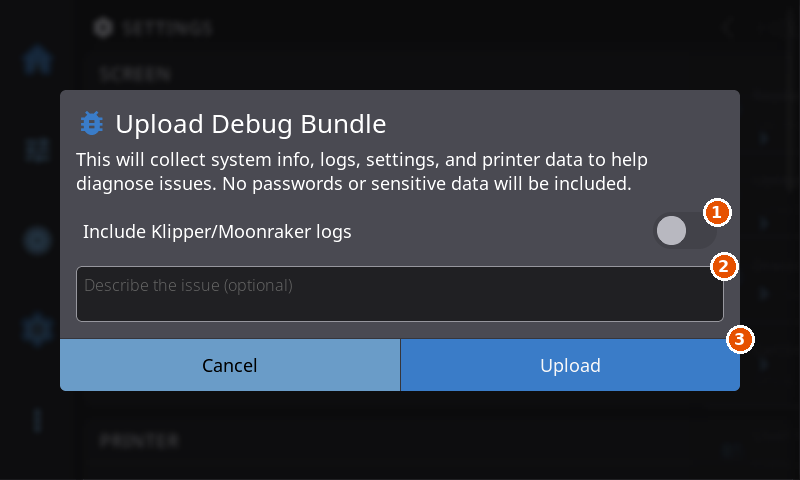 SETTINGS
SCREEN
Upload Debug Bundle
This will collect system info, logs, settings, and printer data to help
diagnose issues. No passwords or sensitive data will be included.
1
Include Klipper/Moonraker logs
2
Describe the issue (optional)
3
Cancel
Upload
PRINTER